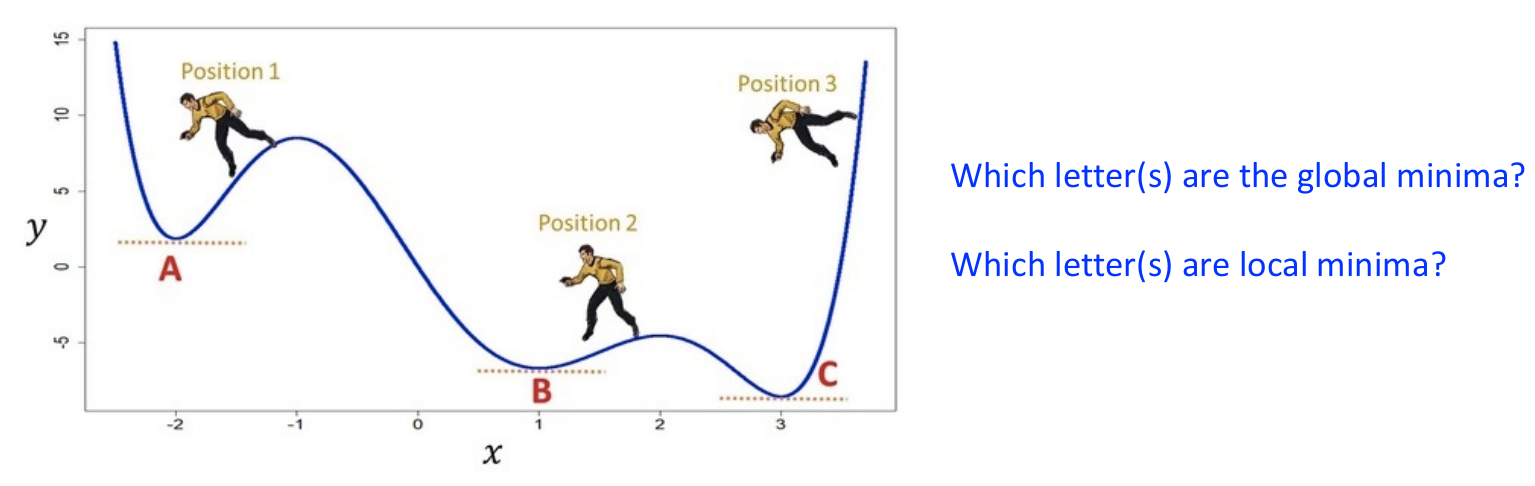 15
10
5
0
-5
y
Position 1
Position 2
Position 3
A
B
C
-2
-1
0
1
2
3
x
Which letter(s) are the global minima?
Which letter(s) are local minima?